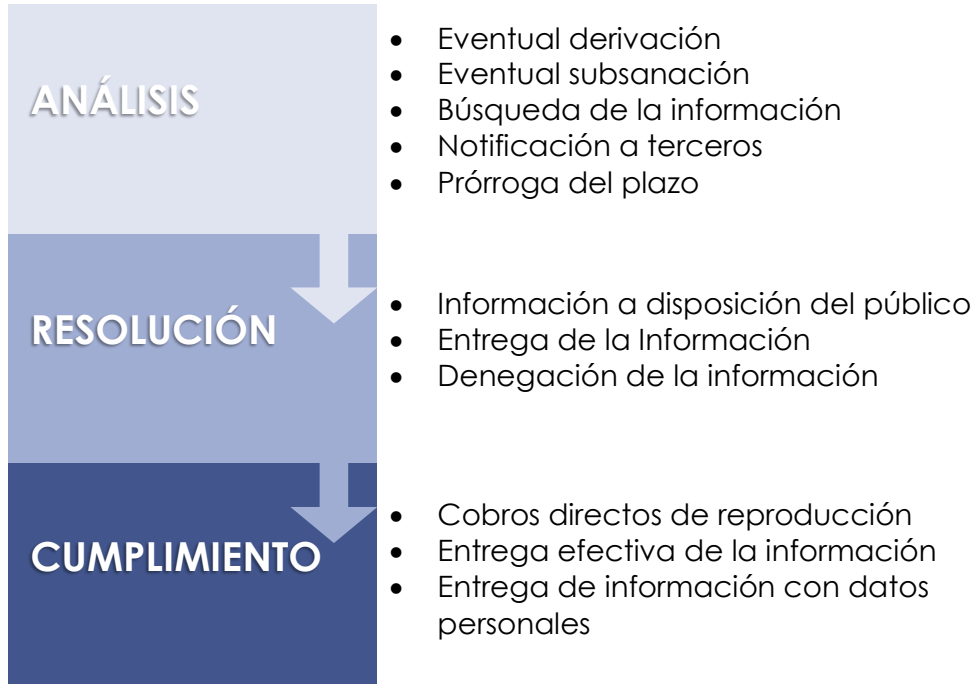 ANÁLISIS
• Eventual derivación
• Eventual subsanación
• Búsqueda de la información
• Notificación a terceros
• Prórroga del plazo
RESOLUCIÓN
• Información a disposición del público
• Entrega de la Información
• Denegación de la información
CUMPLIMIENTO
• Cobros directos de reproducción
• Entrega efectiva de la información
• Entrega de información con datos
personales